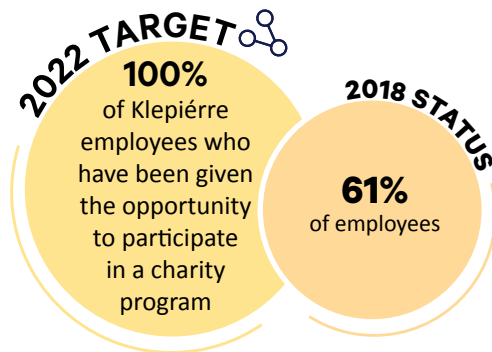 2022 TARGET
100%
of Klepiérre
employees who
have been given
the opportunity
to participate
in a charity
program
2018 STATUS
61%
of employees